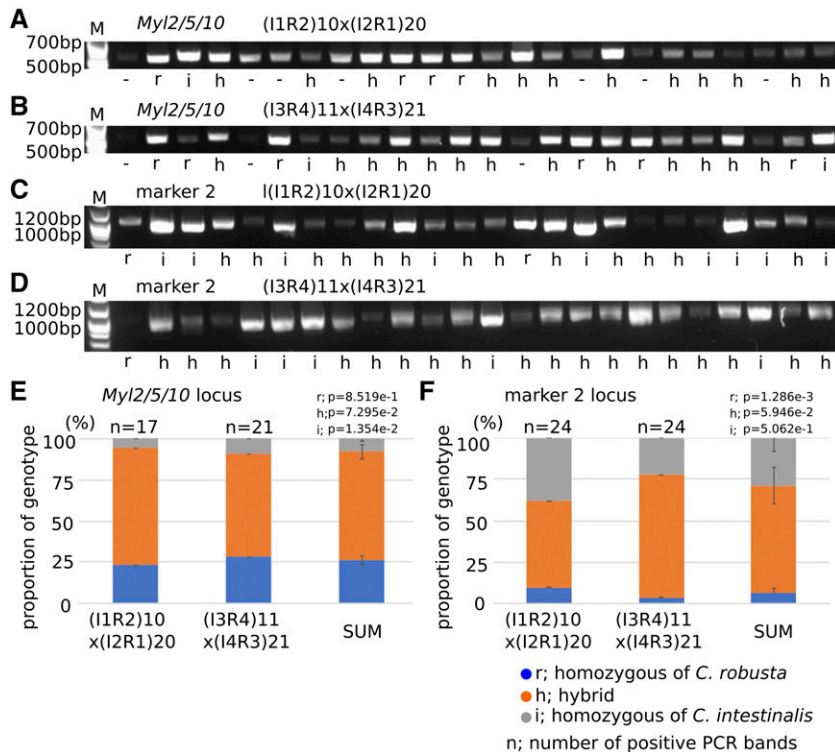 A Myl2/5/10 (I1R2)10x(I2R1)20
M
700bp
500bp
- r i h - - h - h r r r h h h - h - h h h - h h
B Myl2/5/10 (I3R4)11x(I4R3)21
M
700bp
500bp
- r r h - r i h h h h h h - h r h r h h h h r i
C marker 2 l(I1R2)10x(I2R1)20
M
1200bp
1000bp
r i i h h i h h h h h h h r h i h h h i i i h i
D marker 2 (I3R4)11x(I4R3)21
M
1200bp
1000bp
r h h h i i i h h h h h i h h h h h h h h i h h
E Myl2/5/10 locus
r; p=8.519e-1
h; p=7.295e-2
i; p=1.354e-2
(%) n=17 n=21
proportion of genotype
100
75
50
25
0
(I1R2)10
x(I2R1)20
(I3R4)11
x(I4R3)21
SUM
F marker 2 locus
r; p=1.286e-3
h; p=5.946e-2
i; p=5.062e-1
(%) n=24 n=24
proportion of genotype
100
75
50
25
0
(I1R2)10
x(I2R1)20
(I3R4)11
x(I4R3)21
SUM
r; homozygous of C. robusta
h; hybrid
i; homozygous of C. intestinalis
n; number of positive PCR bands